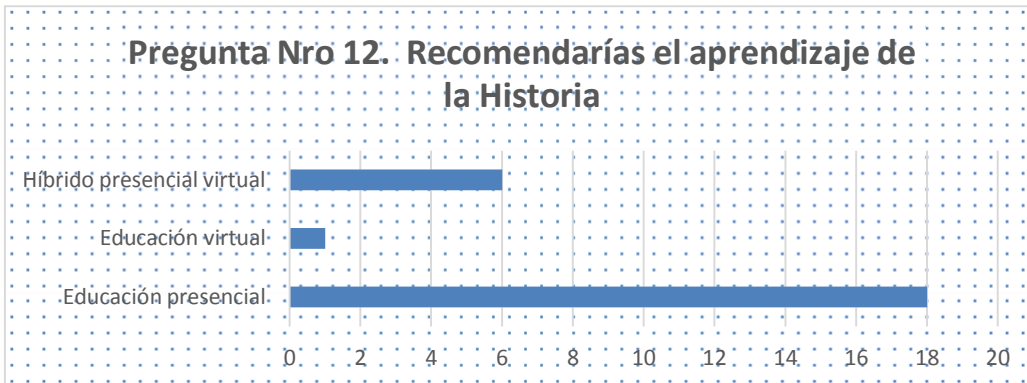 Pregunta Nro 12. Recomendarías el aprendizaje de
la Historia
Híbrido presencial virtual
Educación virtual
Educación presencial
0 2 4 6 8 10 12 14 16 18 20